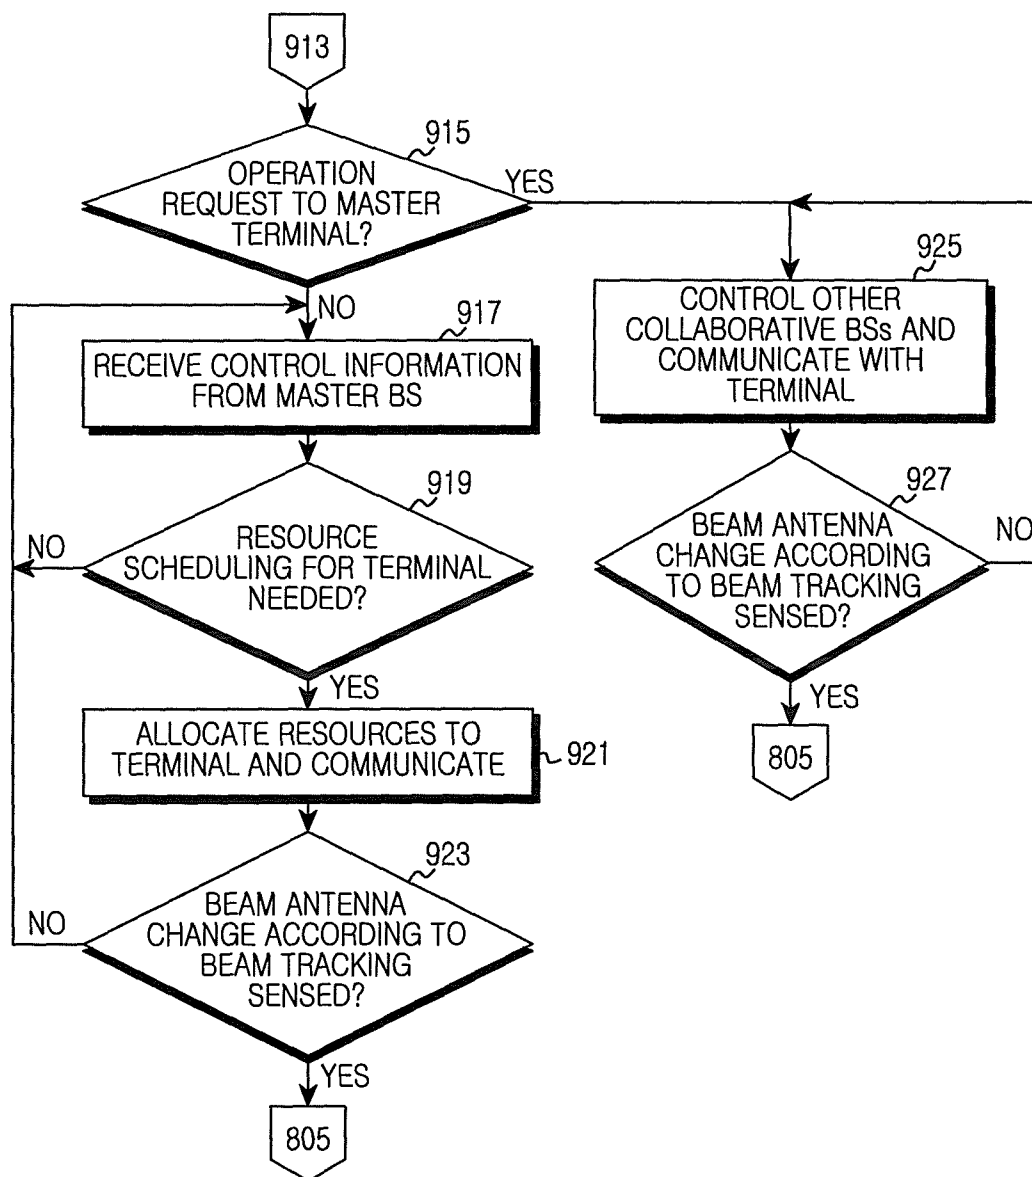 913
915
OPERATION
REQUEST TO MASTER
TERMINAL?
YES
NO
917
RECEIVE CONTROL INFORMATION
FROM MASTER BS
919
RESOURCE
SCHEDULING FOR TERMINAL
NEEDED?
NO
YES
ALLOCATE RESOURCES TO
TERMINAL AND COMMUNICATE
921
923
BEAM ANTENNA
CHANGE ACCORDING TO
BEAM TRACKING
SENSED?
NO
YES
805
925
CONTROL OTHER
COLLABORATIVE BSs AND
COMMUNICATE WITH
TERMINAL
927
BEAM ANTENNA
CHANGE ACCORDING
TO BEAM TRACKING
SENSED?
NO
YES
805